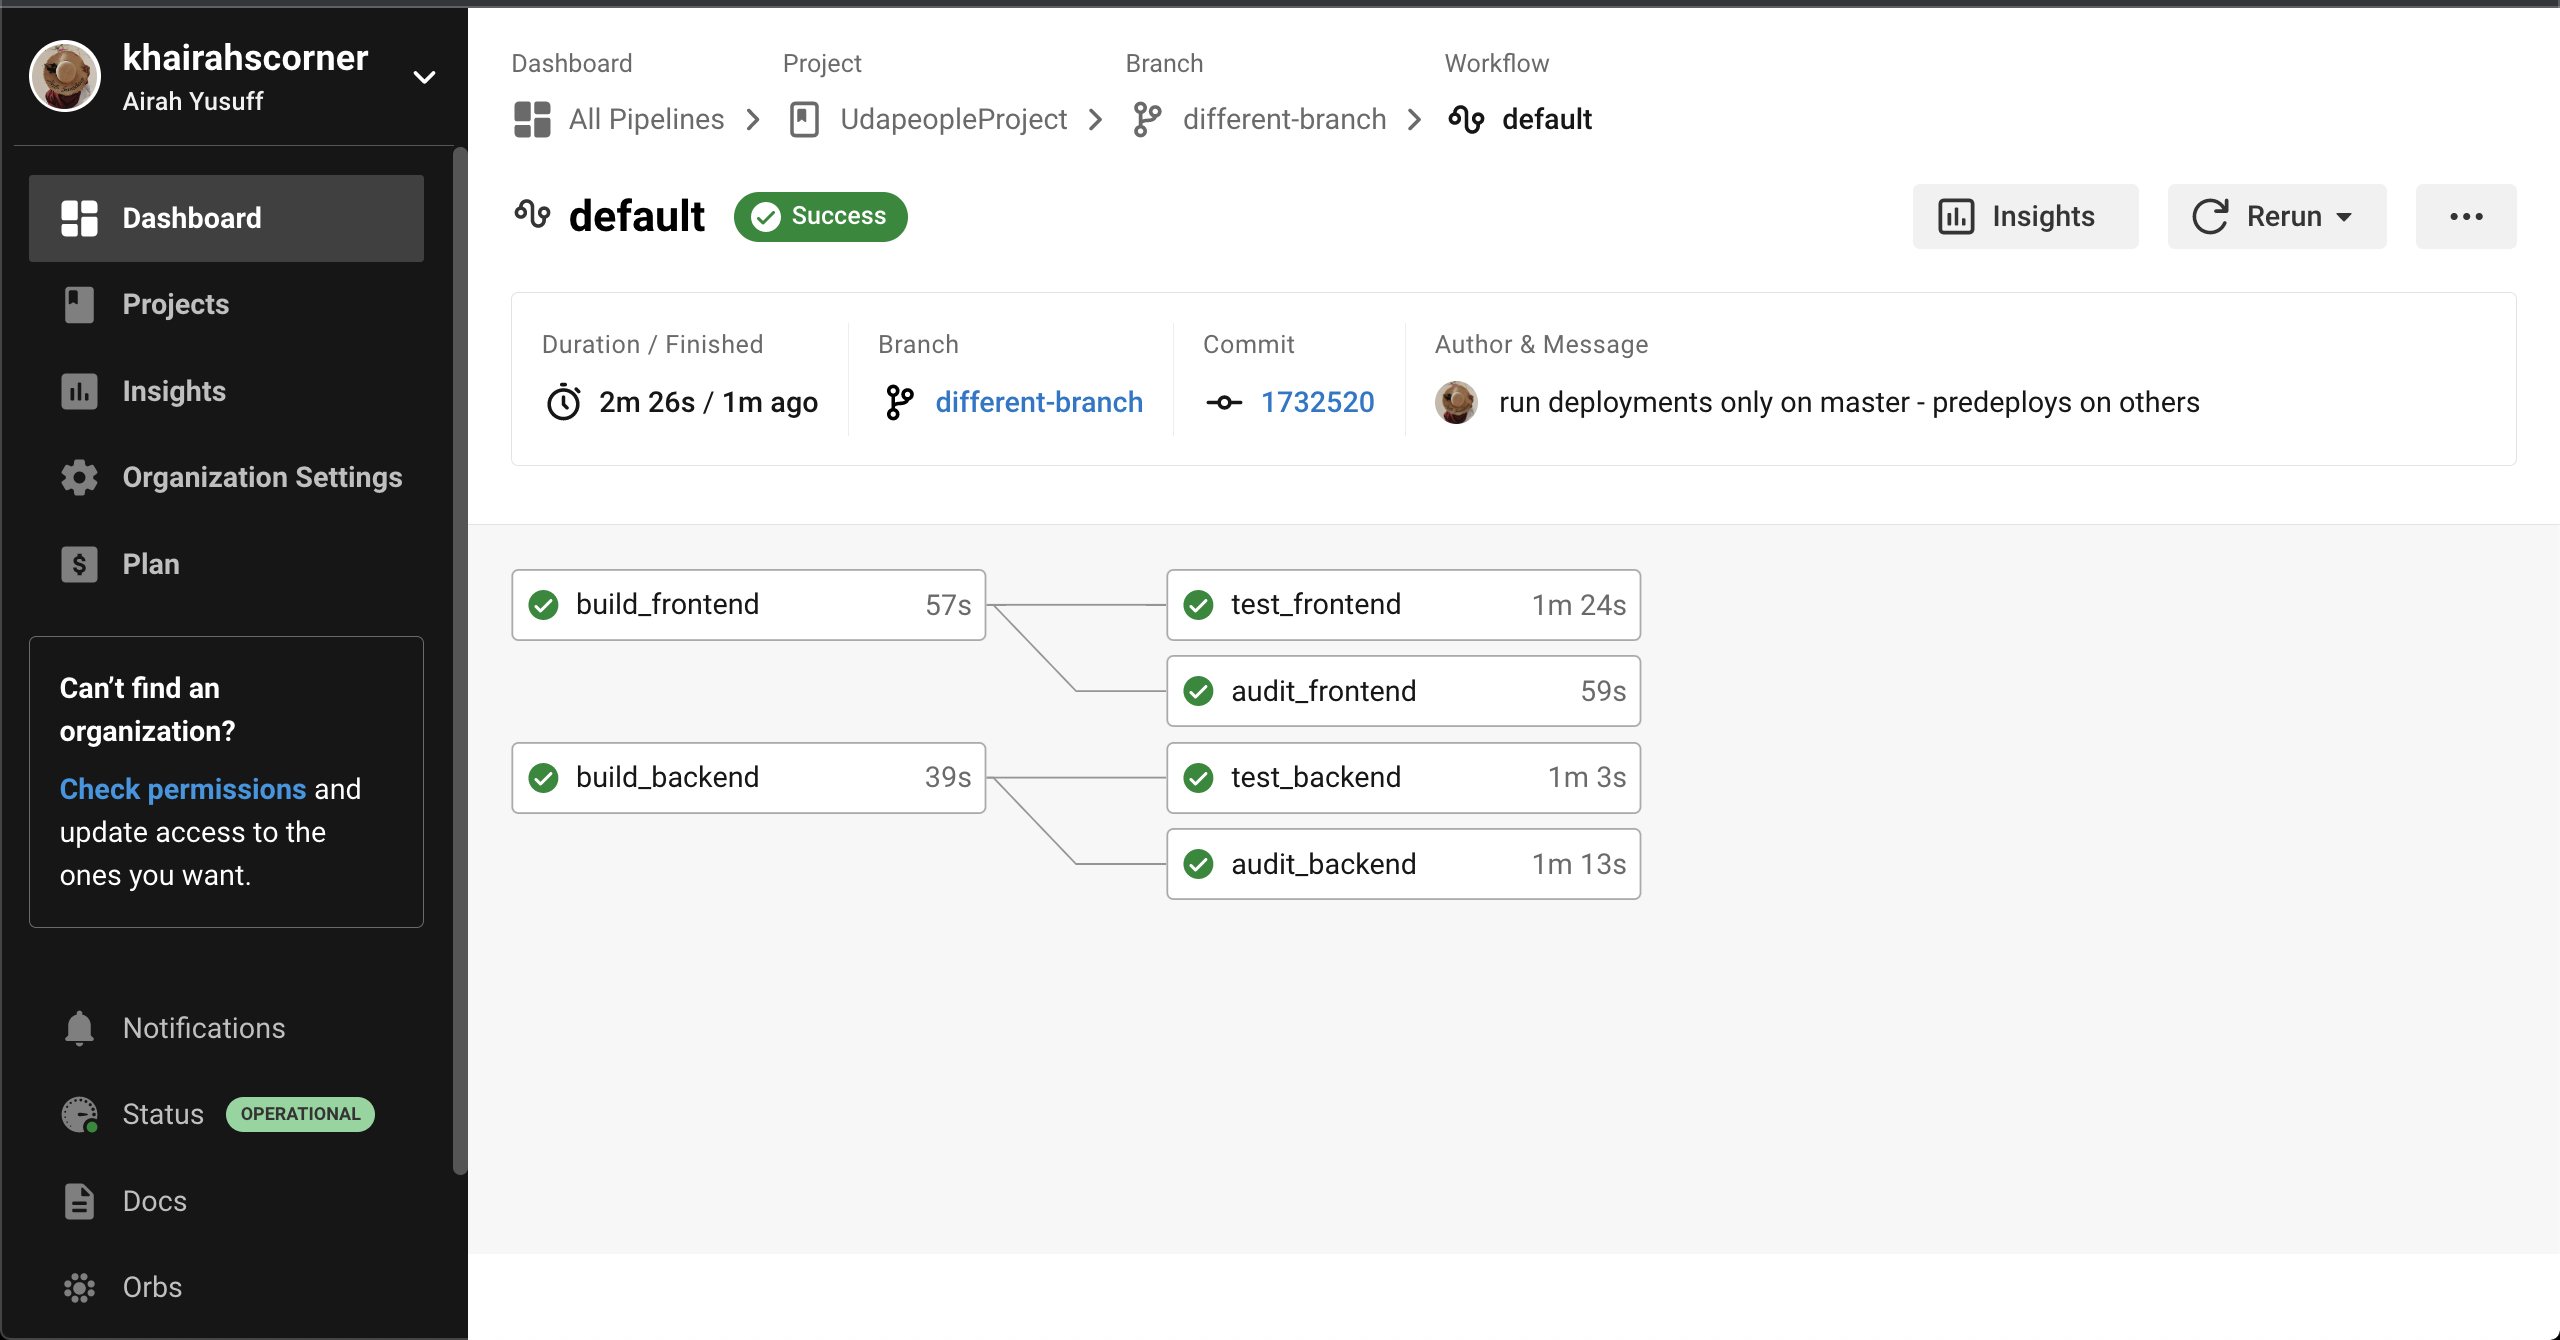 khairahscorner
Airah Yusuff
Dashboard
Projects
Insights
Organization Settings
Plan
Can’t find an
organization?
Check permissions and
update access to the
ones you want.
Notifications
Status OPERATIONAL
Docs
Orbs
Dashboard Project Branch Workflow
All Pipelines UdapeopleProject different-branch default
default Success Insights Rerun
Duration / Finished Branch Commit Author & Message
2m 26s / 1m ago different-branch 1732520 run deployments only on master - predeploys on others
build_frontend 57s test_frontend 1m 24s
audit_frontend 59s
build_backend 39s test_backend 1m 3s
audit_backend 1m 13s